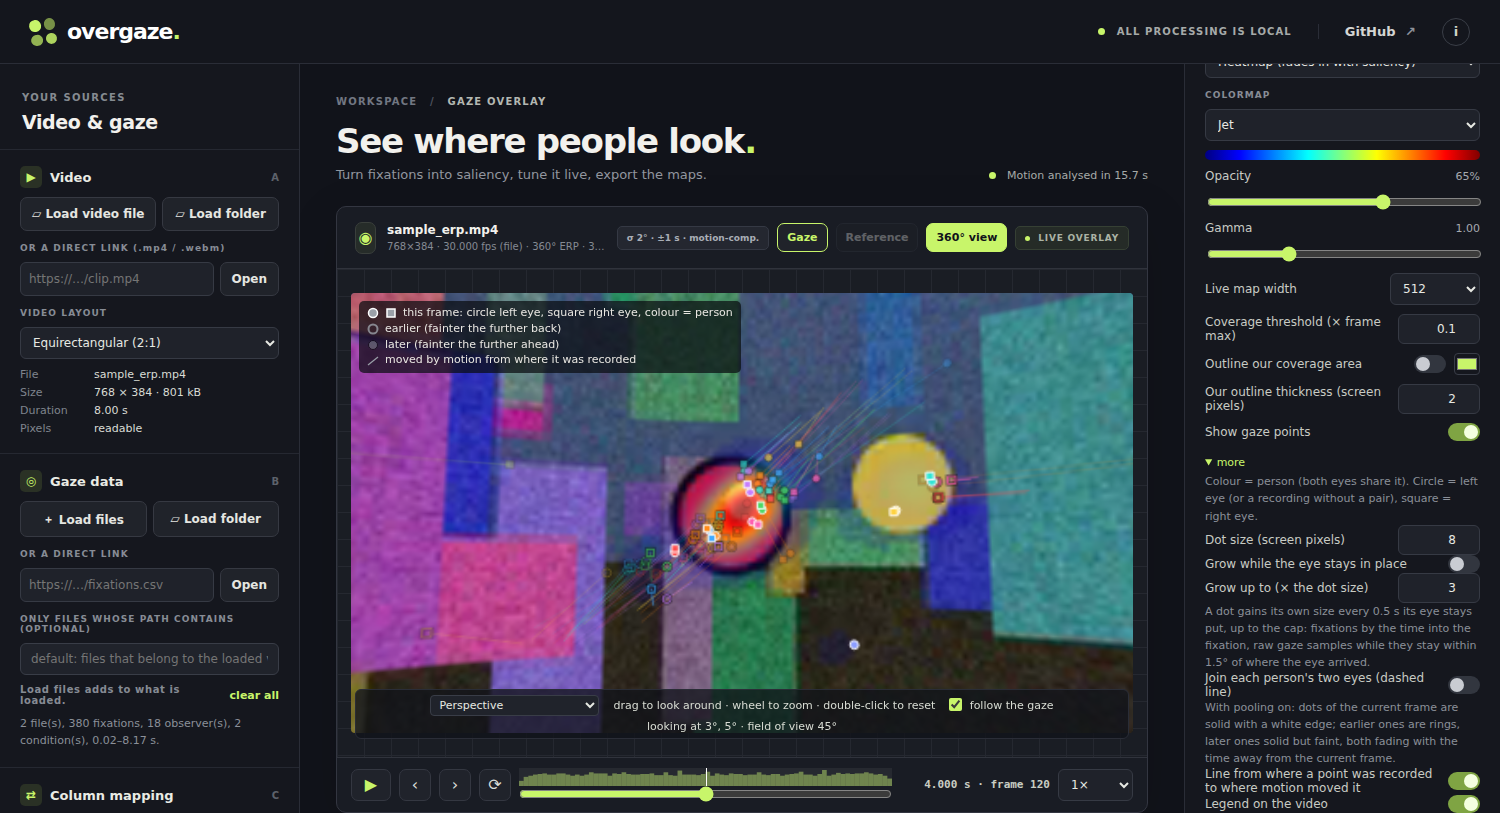 overgaze.
ALL PROCESSING IS LOCAL
GitHub ↗
i
YOUR SOURCES
Video & gaze
Video
A
Load video file
Load folder
OR A DIRECT LINK (.mp4 / .webm)
https://…/clip.mp4
Open
VIDEO LAYOUT
Equirectangular (2:1)
File sample_erp.mp4
Size 768 × 384 · 801 kB
Duration 8.00 s
Pixels readable
Gaze data
B
+ Load files
Load folder
OR A DIRECT LINK
https://…/fixations.csv
Open
ONLY FILES WHOSE PATH CONTAINS
(OPTIONAL)
default: files that belong to the loaded
Load files adds to what is
loaded.
clear all
2 file(s), 380 fixations, 18 observer(s), 2
condition(s), 0.02–8.17 s.
Column mapping
C
WORKSPACE / GAZE OVERLAY
See where people look.
Turn fixations into saliency, tune it live, export the maps.
Motion analysed in 15.7 s
sample_erp.mp4
768×384 · 30.000 fps (file) · 360° ERP · 3…
σ 2° · ±1 s · motion-comp.
Gaze
Reference
360° view
LIVE OVERLAY
this frame: circle left eye, square right eye, colour = person
earlier (fainter the further back)
later (fainter the further ahead)
moved by motion from where it was recorded
Perspective
drag to look around · wheel to zoom · double-click to reset
follow the gaze
looking at 3°, 5° · field of view 45°
4.000 s · frame 120
1×
Heatmap (fades in with saliency)
COLORMAP
Jet
Opacity 65%
Gamma 1.00
Live map width 512
Coverage threshold (× frame
max)
0.1
Outline our coverage area
Our outline thickness (screen
pixels)
2
Show gaze points
▾ more
Colour = person (both eyes share it). Circle = left
eye (or a recording without a pair), square =
right eye.
Dot size (screen pixels) 8
Grow while the eye stays in place
Grow up to (× the dot size) 3
A dot gains its own size every 0.5 s its eye stays
put, up to the cap: fixations by the time into the
fixation, raw gaze samples while they stay within
1.5° of where the eye arrived.
Join each person's two eyes (dashed
line)
With pooling on: dots of the current frame are
solid with a white edge; earlier ones are rings,
later ones solid but faint, both fading with the
time away from the current frame.
Line from where a point was recorded
to where motion moved it
Legend on the video